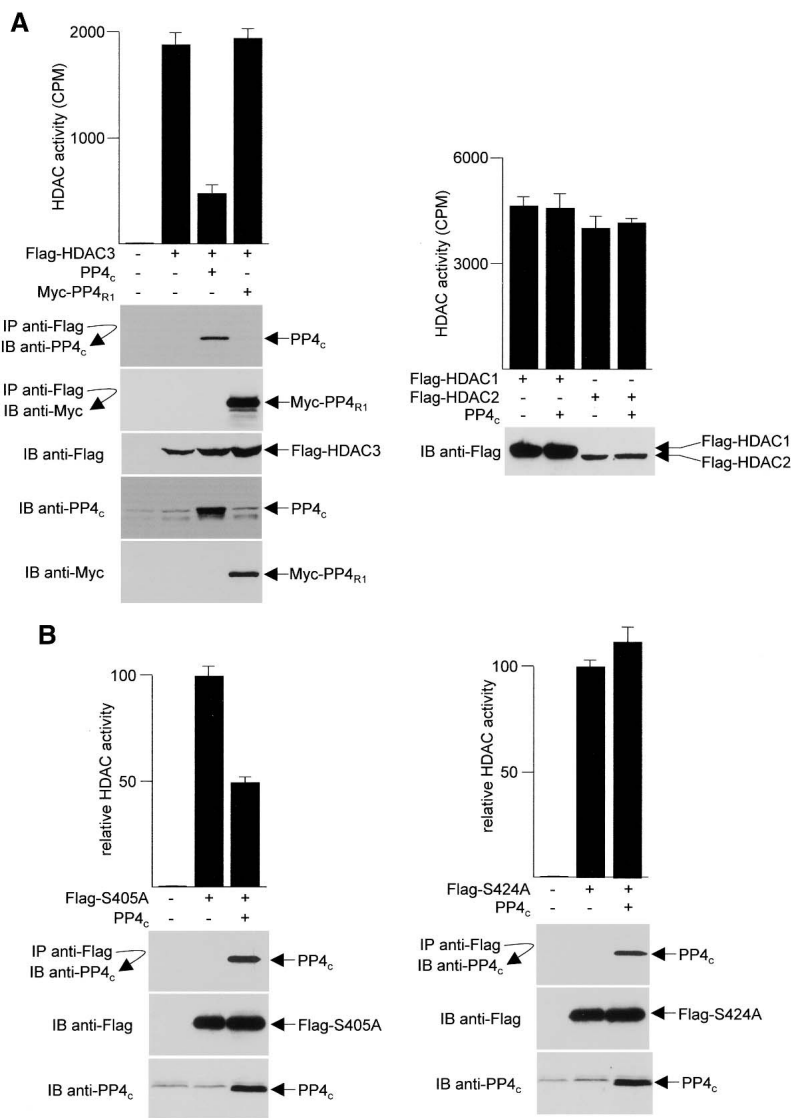 A
HDAC activity (CPM)
2000
1000
Flag-HDAC3 - + + +
PP4c - - + -
Myc-PP4R1 - - - +
IP anti-Flag
IB anti-PP4c
PP4c
IP anti-Flag
IB anti-Myc
Myc-PP4R1
IB anti-Flag
Flag-HDAC3
IB anti-PP4c
PP4c
IB anti-Myc
Myc-PP4R1
HDAC activity (CPM)
6000
3000
Flag-HDAC1 + + - -
Flag-HDAC2 - - + +
PP4c - + - +
IB anti-Flag
Flag-HDAC1
Flag-HDAC2
B
relative HDAC activity
100
50
Flag-S405A - + +
PP4c - - +
IP anti-Flag
IB anti-PP4c
PP4c
IB anti-Flag
Flag-S405A
IB anti-PP4c
PP4c
relative HDAC activity
100
50
Flag-S424A - + +
PP4c - - +
IP anti-Flag
IB anti-PP4c
PP4c
IB anti-Flag
Flag-S424A
IB anti-PP4c
PP4c